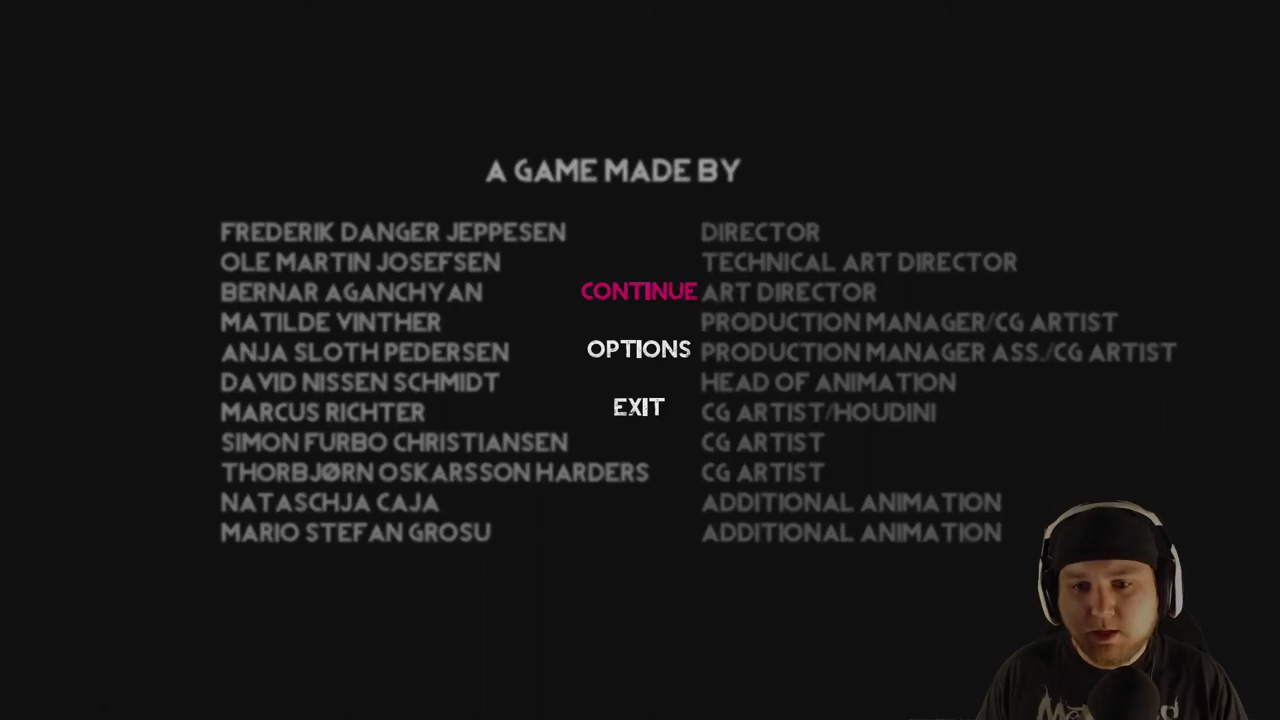 A GAME MADE BY
FREDERIK DANGER JEPPESEN DIRECTOR
OLE MARTIN JOSEFSEN TECHNICAL ART DIRECTOR
BERNAR AGANCHYAN ART DIRECTOR
CONTINUE
MATILDE VINTHER PRODUCTION MANAGER/CG ARTIST
ANJA SLOTH PEDERSEN PRODUCTION MANAGER ASS./CG ARTIST
OPTIONS
DAVID NISSEN SCHMIDT HEAD OF ANIMATION
MARCUS RICHTER CG ARTIST/HOUDINI
EXIT
SIMON FURBO CHRISTIANSEN CG ARTIST
THORBJØRN OSKARSSON HARDERS CG ARTIST
NATASCHJA CAJA ADDITIONAL ANIMATION
MARIO STEFAN GROSU ADDITIONAL ANIMATION